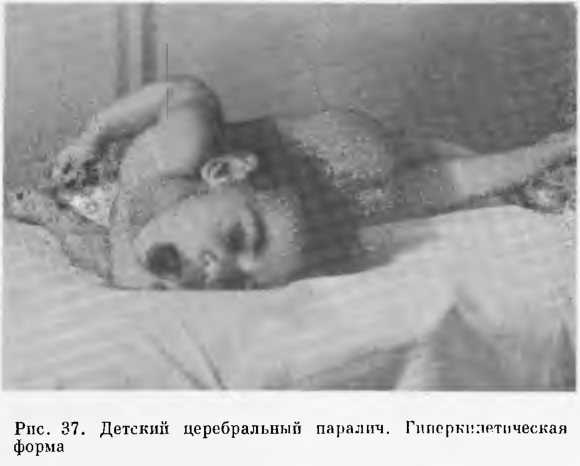 Рис. 37. Детский церебральный паралич. Гиперкинетическая
форма